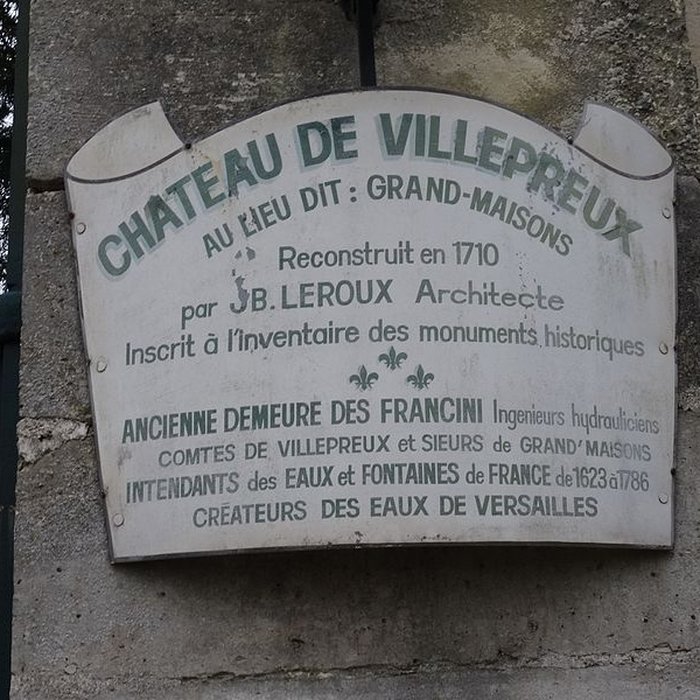 CHÂTEAU DE VILLEPREUX
AU LIEU DIT : GRAND-MAISONS
Reconstruit en 1710
par JB. LEROUX Architecte
Inscrit à l'Inventaire des monuments historiques
ANCIENNE DEMEURE DES FRANCINI Ingenieurs hydrauliciens
COMTES DE VILLEPREUX et SIEURS de GRAND'MAISONS
INTENDANTS des EAUX et FONTAINES de FRANCE de 1623 à 1786
CRÉATEURS DES EAUX DE VERSAILLES